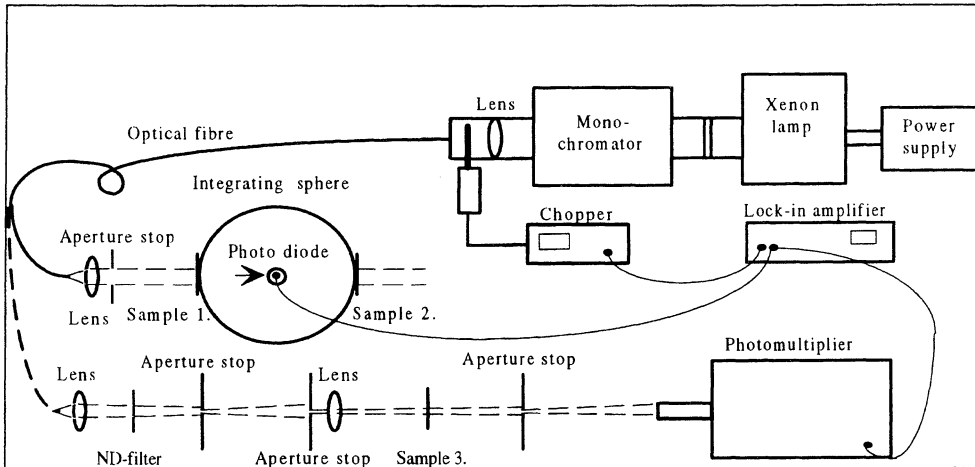 Lens
Mono-
chromator
Xenon
lamp
Power
supply
Optical fibre
Integrating sphere
Chopper
Lock-in amplifier
Aperture stop
Photo diode
Lens
Sample 1.
Sample 2.
Photomultiplier
Lens
Aperture stop
Lens
Aperture stop
ND-filter
Aperture stop
Sample 3.